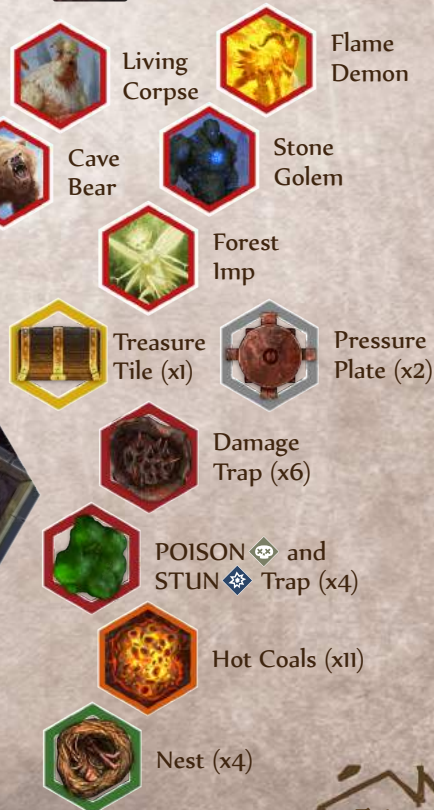 Living
Corpse
Flame
Demon
Cave
Bear
Stone
Golem
Forest
Imp
Treasure
Tile (x1)
Pressure
Plate (x2)
Damage
Trap (x6)
POISON and
STUN Trap (x4)
Hot Coals (x11)
Nest (x4)